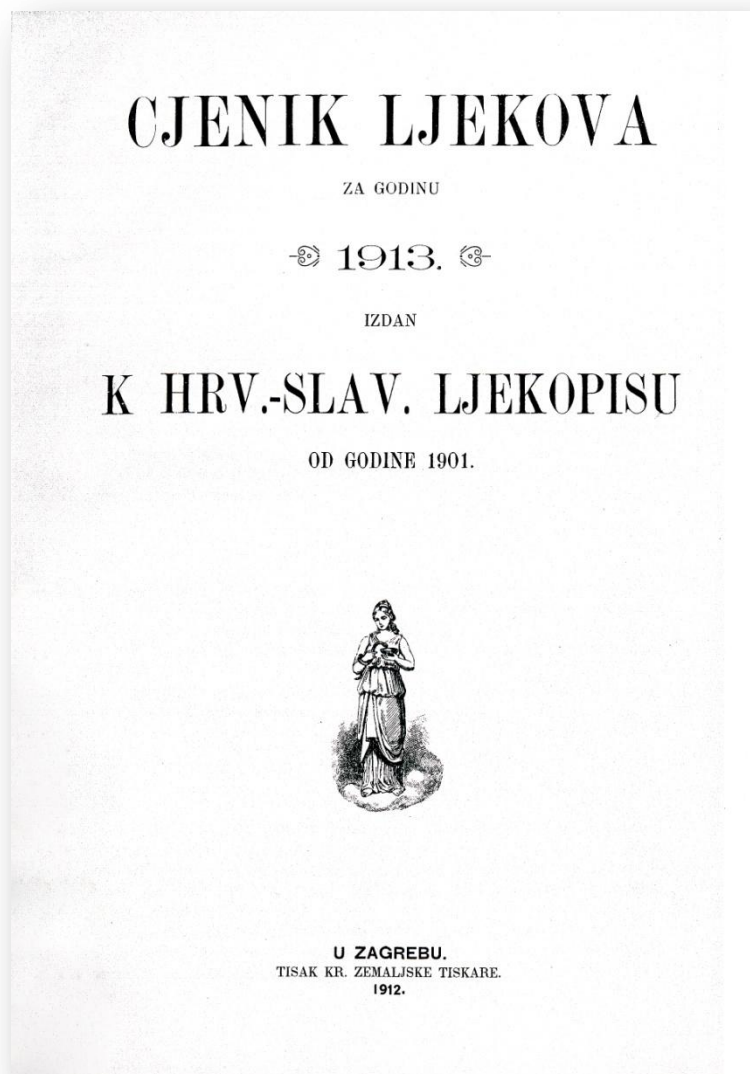 CJENIK LJEKOVA
ZA GODINU
1913.
IZDAN
K HRV.-SLAV. LJEKOPISU
OD GODINE 1901.
U ZAGREBU.
TISAK KR. ZEMALJSKE TISKARE.
1912.